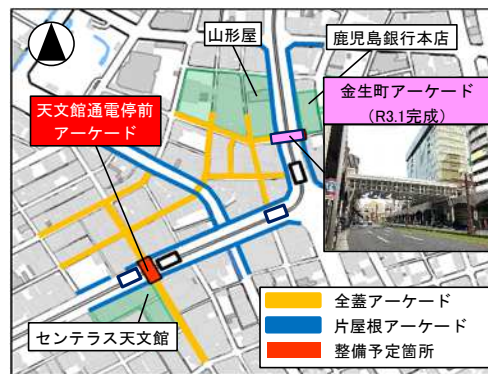 山形屋
鹿児島銀行本店
天文館通電停前
アーケード
金生町アーケード
（R3.1完成）
センテラス天文館
全蓋アーケード
片屋根アーケード
整備予定箇所